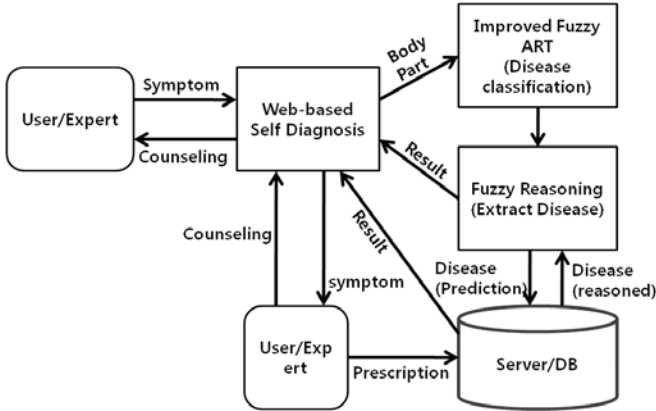 Improved Fuzzy
ART
(Disease
classification)
Body
Part
Symptom
User/Expert
Web-based
Self Diagnosis
Counseling
Result
Fuzzy Reasoning
(Extract Disease)
Counseling
Result
symptom
Disease
(Prediction)
Disease
(reasoned)
User/Exp
ert
Prescription
Server/DB